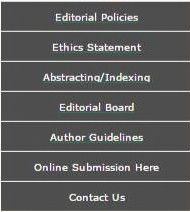 Editorial Policies
Ethics Statement
Abstracting/Indexing
Editorial Board
Author Guidelines
Online Submission Here
Contact Us